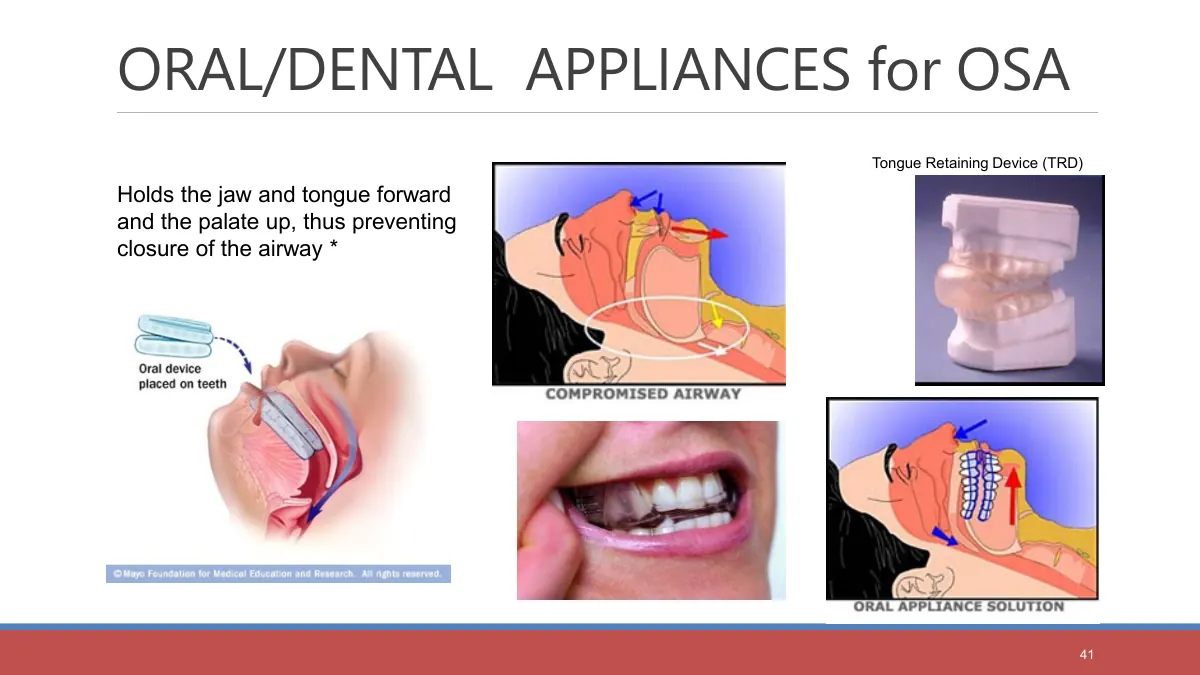 ORAL/DENTAL APPLIANCES for OSA
Holds the jaw and tongue forward
and the palate up, thus preventing
closure of the airway *
Oral device
placed on teeth
©Mayo Foundation for Medical Education and Research. All rights reserved.
COMPROMISED AIRWAY
Tongue Retaining Device (TRD)
ORAL APPLIANCE SOLUTION
41